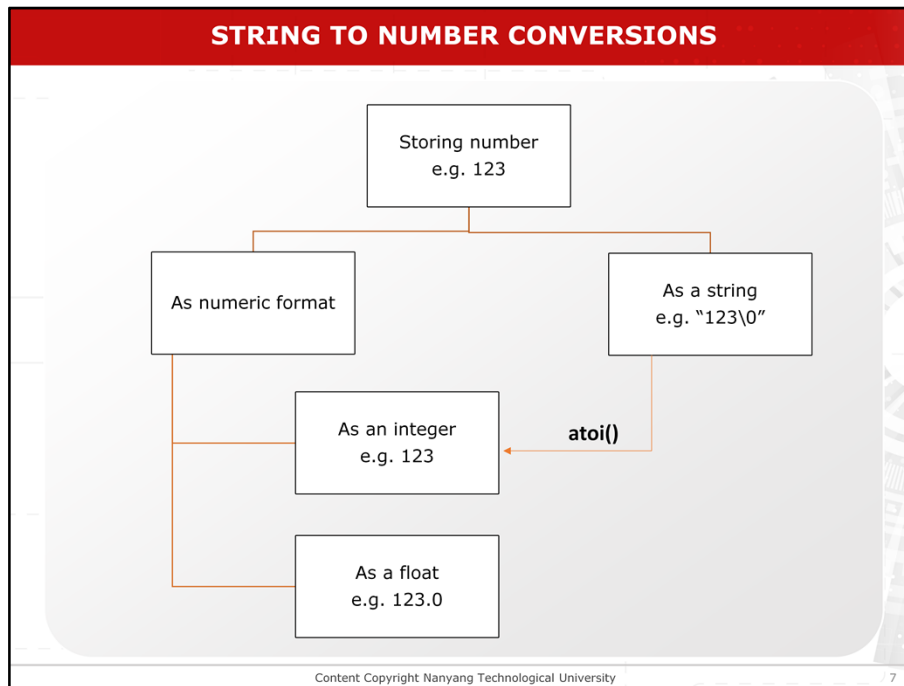 STRING TO NUMBER CONVERSIONS
Storing number
e.g. 123
As numeric format
As a string
e.g. “123\0”
As an integer
e.g. 123
atoi()
As a float
e.g. 123.0
Content Copyright Nanyang Technological University
7